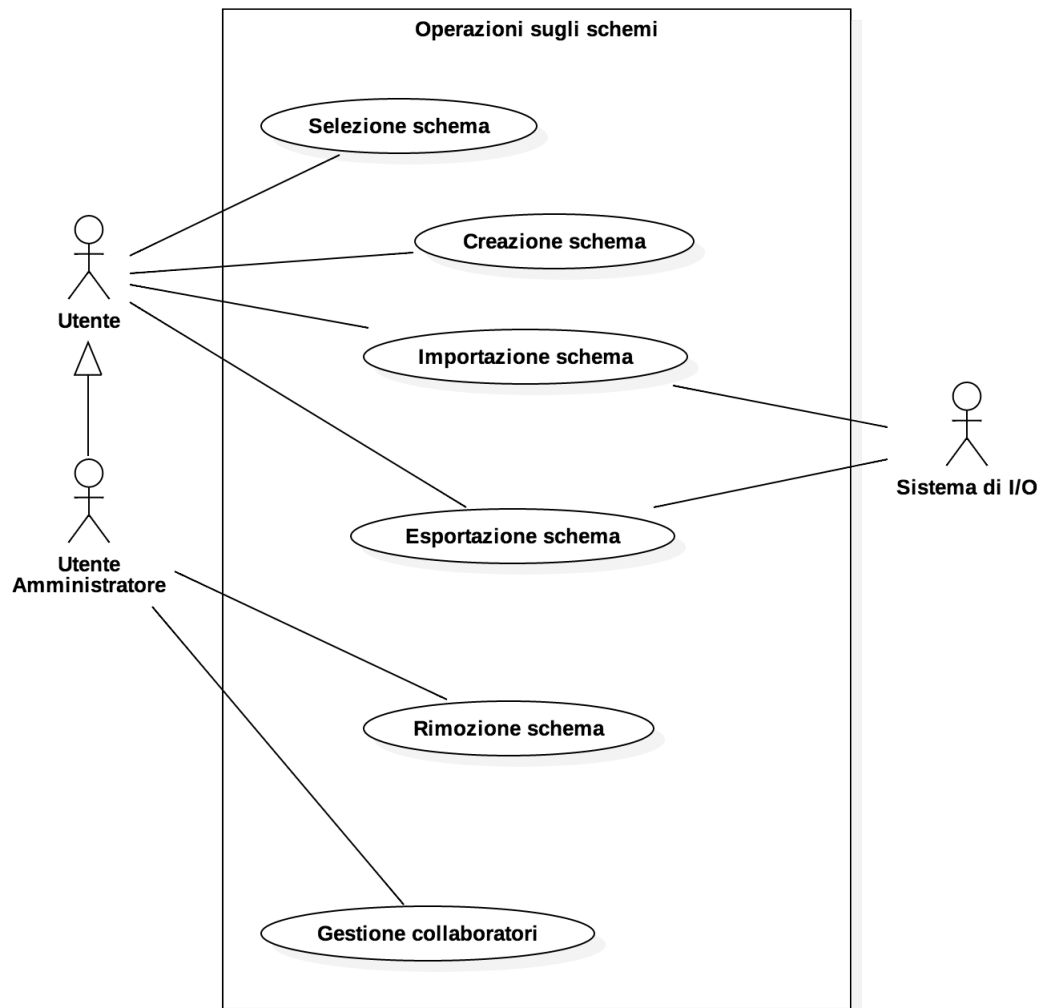 Operazioni sugli schemi
Selezione schema
Creazione schema
Utente
Importazione schema
Sistema di I/O
Esportazione schema
Utente
Amministratore
Rimozione schema
Gestione collaboratori